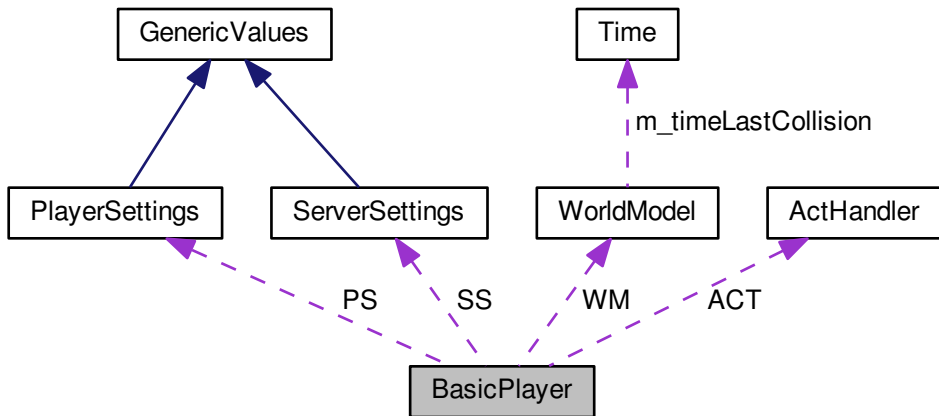 GenericValues
Time
m_timeLastCollision
PlayerSettings
ServerSettings
WorldModel
ActHandler
PS
SS
WM
ACT
BasicPlayer